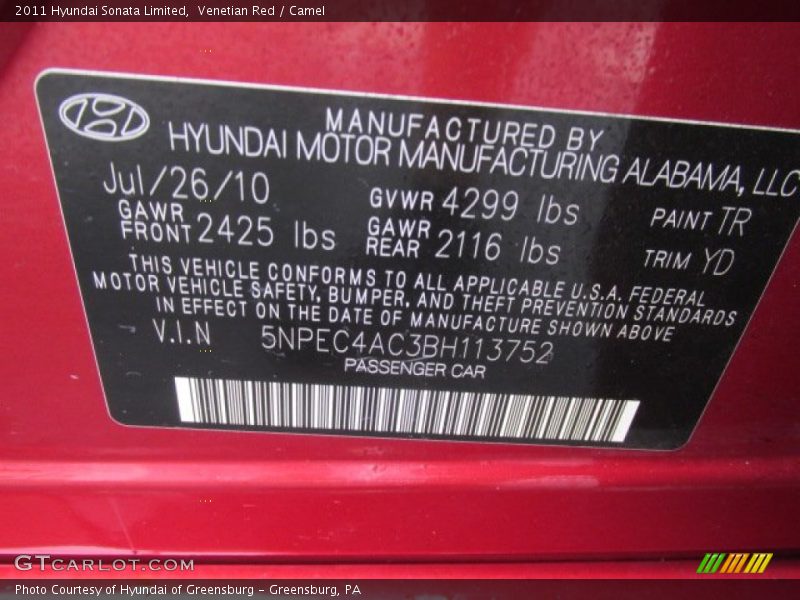 2011 Hyundai Sonata Limited,  Venetian Red / Camel
MANUFACTURED BY
HYUNDAI MOTOR MANUFACTURING ALABAMA, LLC
Jul/26/10
GVWR 4299 lbs
PAINT TR
GAWR FRONT 2425 lbs
GAWR REAR 2116 lbs
TRIM YD
THIS VEHICLE CONFORMS TO ALL APPLICABLE U.S.A. FEDERAL
MOTOR VEHICLE SAFETY, BUMPER, AND THEFT PREVENTION STANDARDS
IN EFFECT ON THE DATE OF MANUFACTURE SHOWN ABOVE
V.I.N 5NPEC4AC3BH113752
PASSENGER CAR
GTCarlot.com
Photo Courtesy of Hyundai of Greensburg - Greensburg, PA